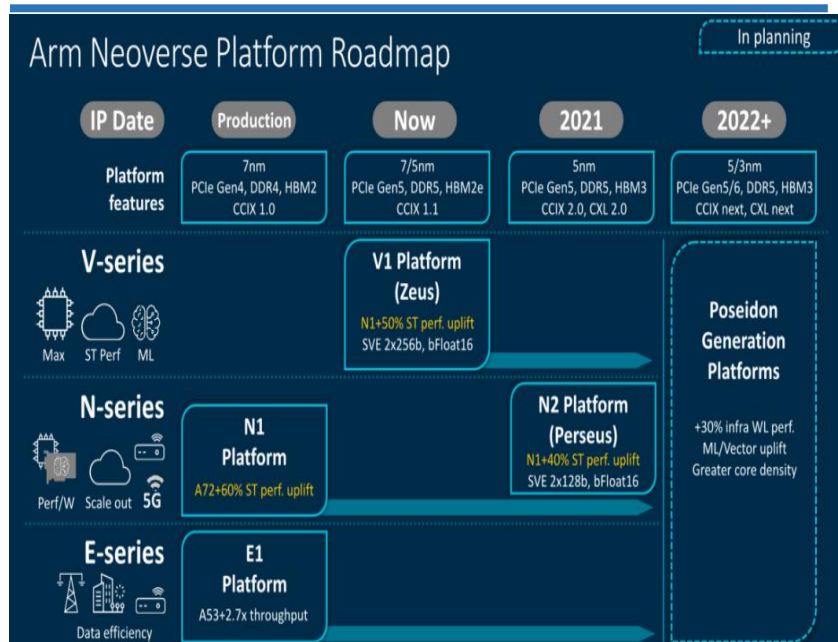 Arm Neoverse Platform Roadmap
In planning
IP Date
Production
Now
2021
2022+
Platform
features
7nm
PCIe Gen4, DDR4, HBM2
CCIX 1.0
7/5nm
PCIe Gen5, DDR5, HBM2e
CCIX 1.1
5nm
PCIe Gen5, DDR5, HBM3
CCIX 2.0, CXL 2.0
5/3nm
PCIe Gen5/6, DDR5, HBM3
CCIX next, CXL next
V-series
Max
ST Perf
ML
V1 Platform
(Zeus)
N1+50% ST perf. uplift
SVE 2x256b, bFloat16
N-series
Perf/W
Scale out
5G
N1
Platform
A72+60% ST perf. uplift
N2 Platform
(Perseus)
N1+40% ST perf. uplift
SVE 2x128b, bFloat16
Poseidon
Generation
Platforms
+30% infra WL perf.
ML/Vector uplift
Greater core density
E-series
Data efficiency
E1
Platform
A53+2.7x throughput